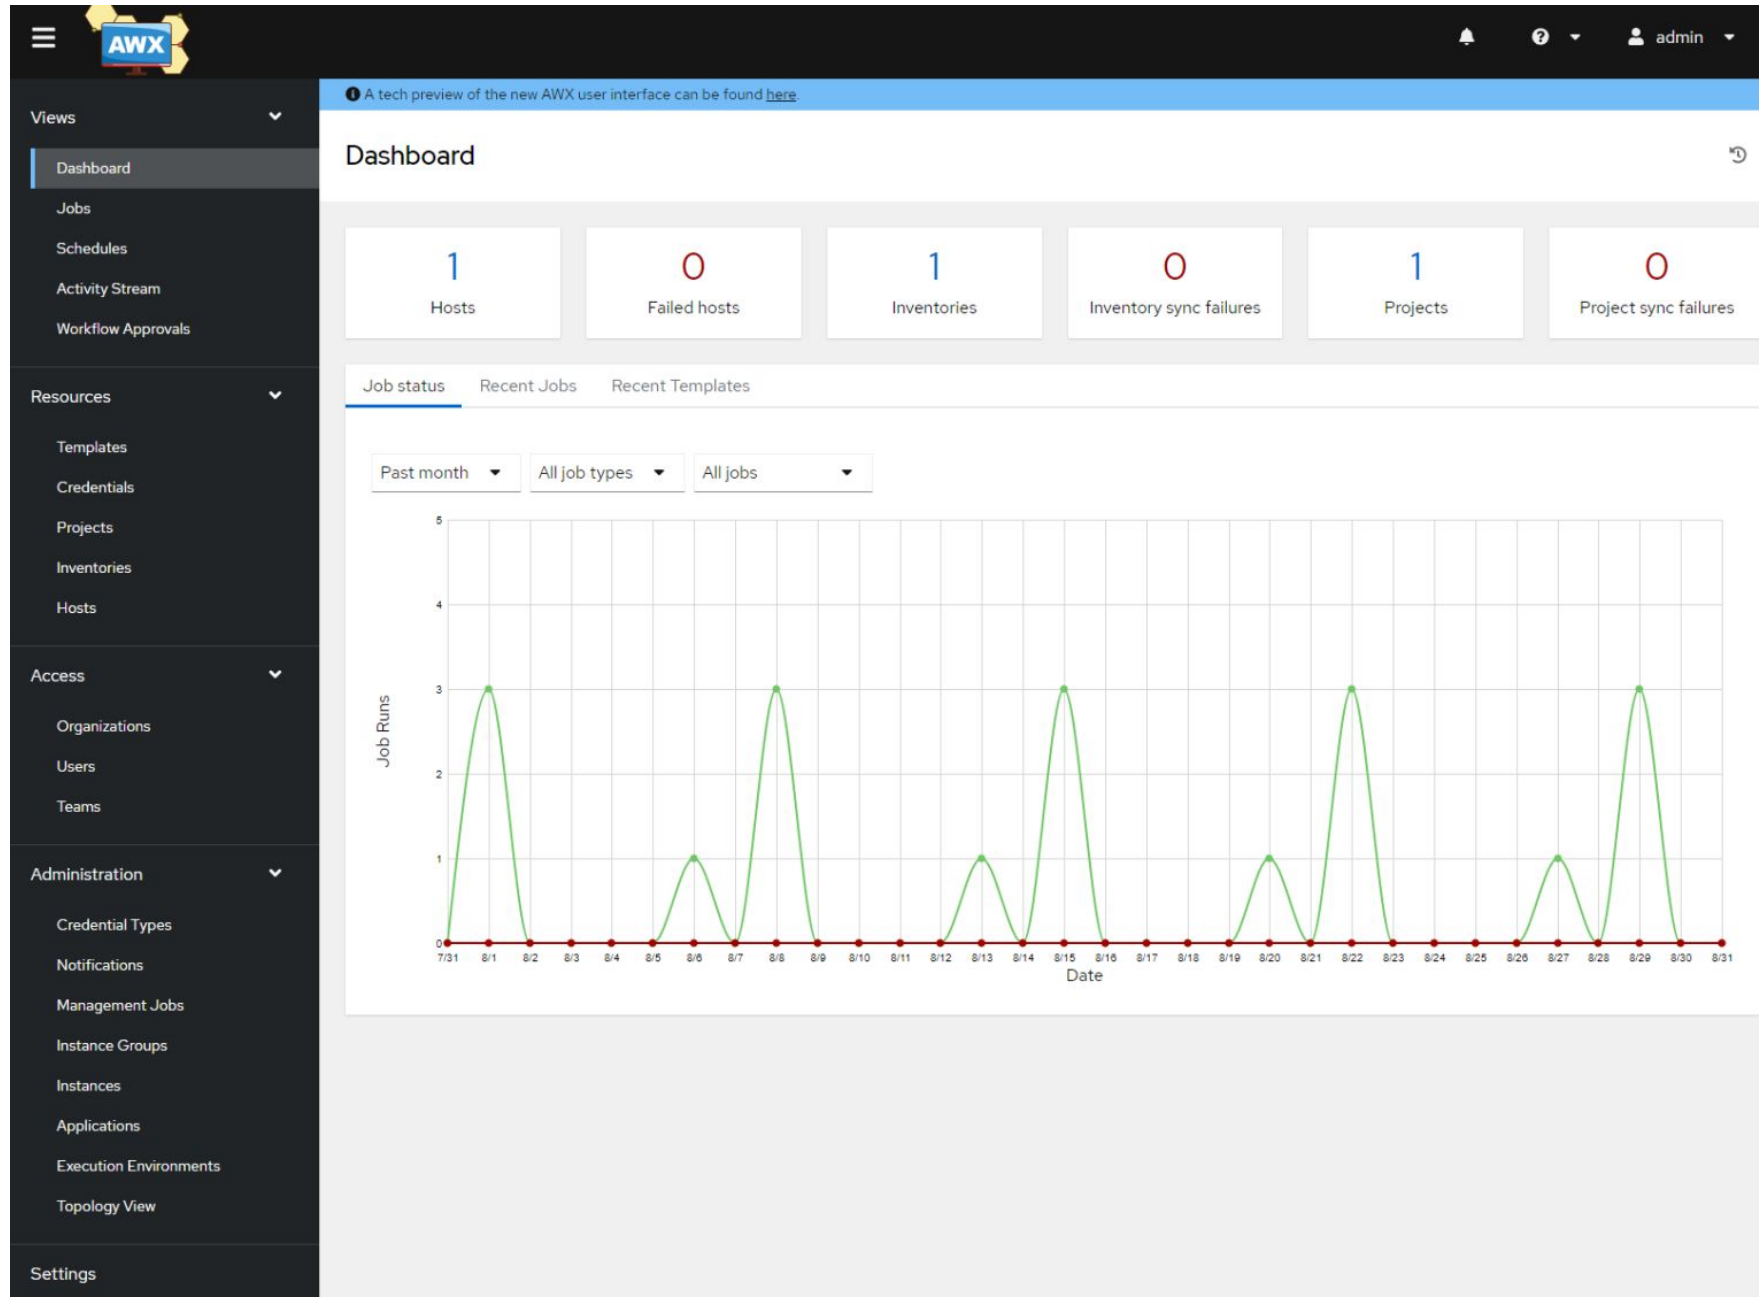 AWX
admin
A tech preview of the new AWX user interface can be found here.
Views
Dashboard
Jobs
Schedules
Activity Stream
Workflow Approvals
Resources
Templates
Credentials
Projects
Inventories
Hosts
Access
Organizations
Users
Teams
Administration
Credential Types
Notifications
Management Jobs
Instance Groups
Instances
Applications
Execution Environments
Topology View
Settings
Dashboard
1
Hosts
0
Failed hosts
1
Inventories
0
Inventory sync failures
1
Projects
0
Project sync failures
Job status Recent Jobs Recent Templates
Past month All job types All jobs
5
4
3
2
1
0
Job Runs
7/31 8/1 8/2 8/3 8/4 8/5 8/6 8/7 8/8 8/9 8/10 8/11 8/12 8/13 8/14 8/15 8/16 8/17 8/18 8/19 8/20 8/21 8/22 8/23 8/24 8/25 8/26 8/27 8/28 8/29 8/30 8/31
Date